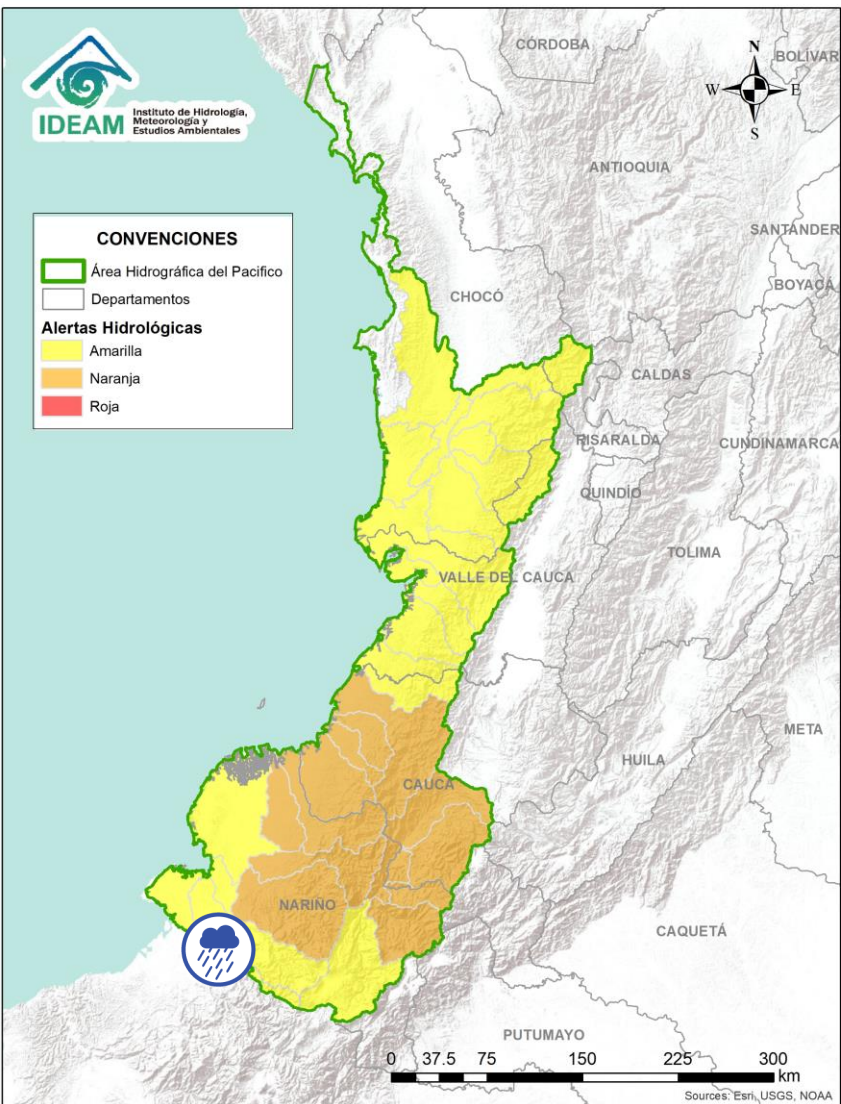 IDEAM
Instituto de Hidrología,
Meteorología y
Estudios Ambientales
CÓRDOBA
BOLÍVAR
N
W
E
S
ANTIOQUIA
SANTANDER
BOYACÁ
CONVENCIONES
Área Hidrográfica del Pacifico
Departamentos
Alertas Hidrológicas
Amarilla
Naranja
Roja
CHOCÓ
CALDAS
RISARALDA
CUNDINAMARCA
QUINDÍO
TOLIMA
VALLE DEL CAUCA
META
HUILA
CAUCA
NARIÑO
CAQUETÁ
PUTUMAYO
0 37.5 75 150 225 300
km
Sources: Esri, USGS, NOAA